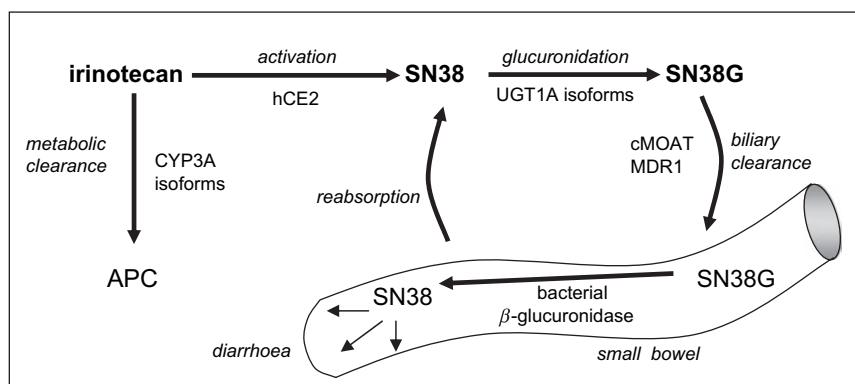 activation
glucuronidation
irinotecan
SN38
SN38G
hCE2
UGT1A isoforms
metabolic
clearance
CYP3A
isoforms
cMOAT
MDR1
biliary
clearance
reabsorption
APC
SN38G
SN38
bacterial
β-glucuronidase
diarrhoea
small bowel